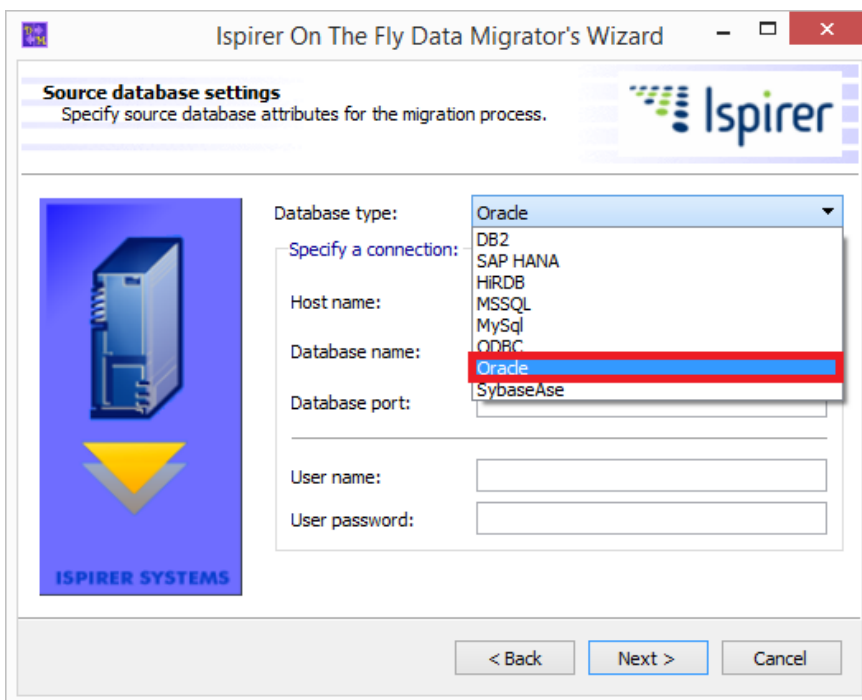 Ispirer On The Fly Data Migrator's Wizard
Source database settings
Specify source database attributes for the migration process.
Ispirer
Database type:
Oracle
DB2
SAP HANA
HiRDB
MSSQL
MySql
ODBC
Oracle
SybaseAse
Specify a connection:
Host name:
Database name:
Database port:
User name:
User password:
ISPIRER SYSTEMS
< Back
Next >
Cancel